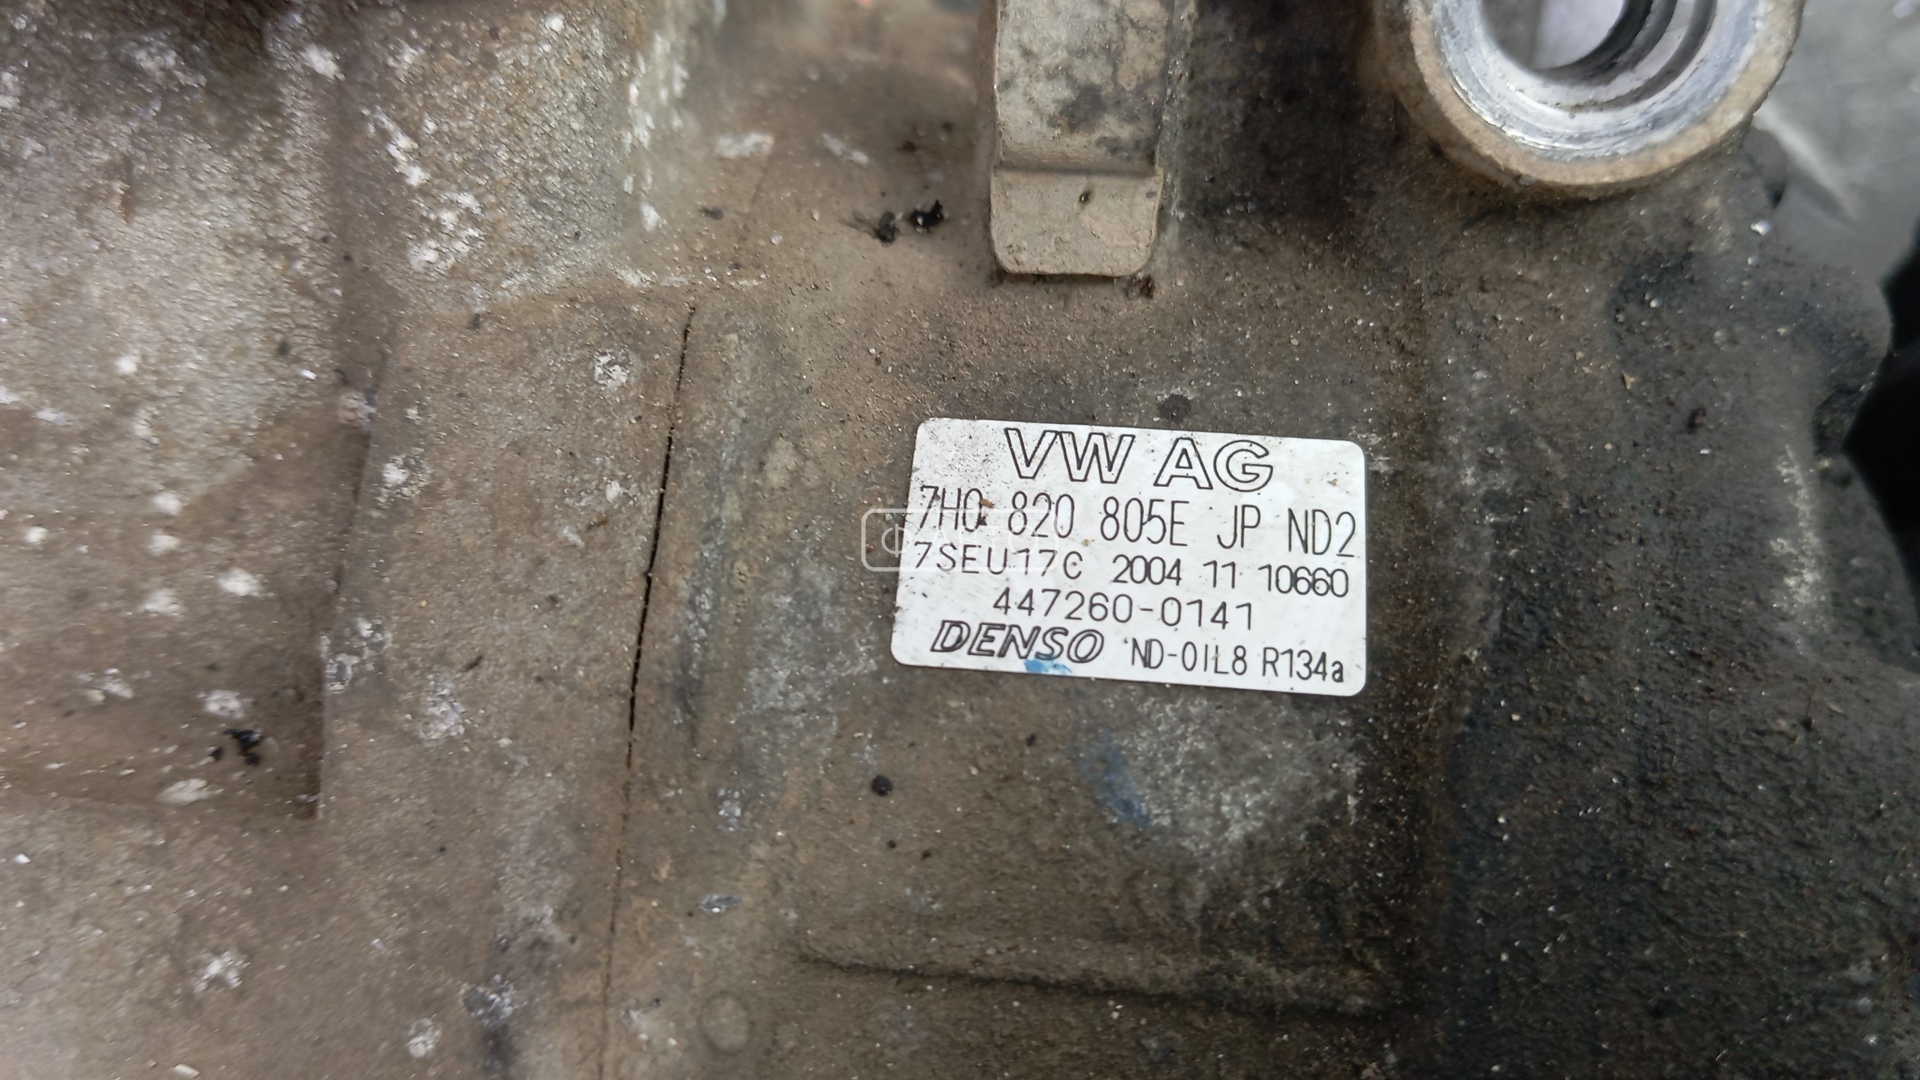 VW AG
7H0 820 805E JP ND2
7SEU17C 2004 11 10660
447260-0141
DENSO ND-OIL8 R134a